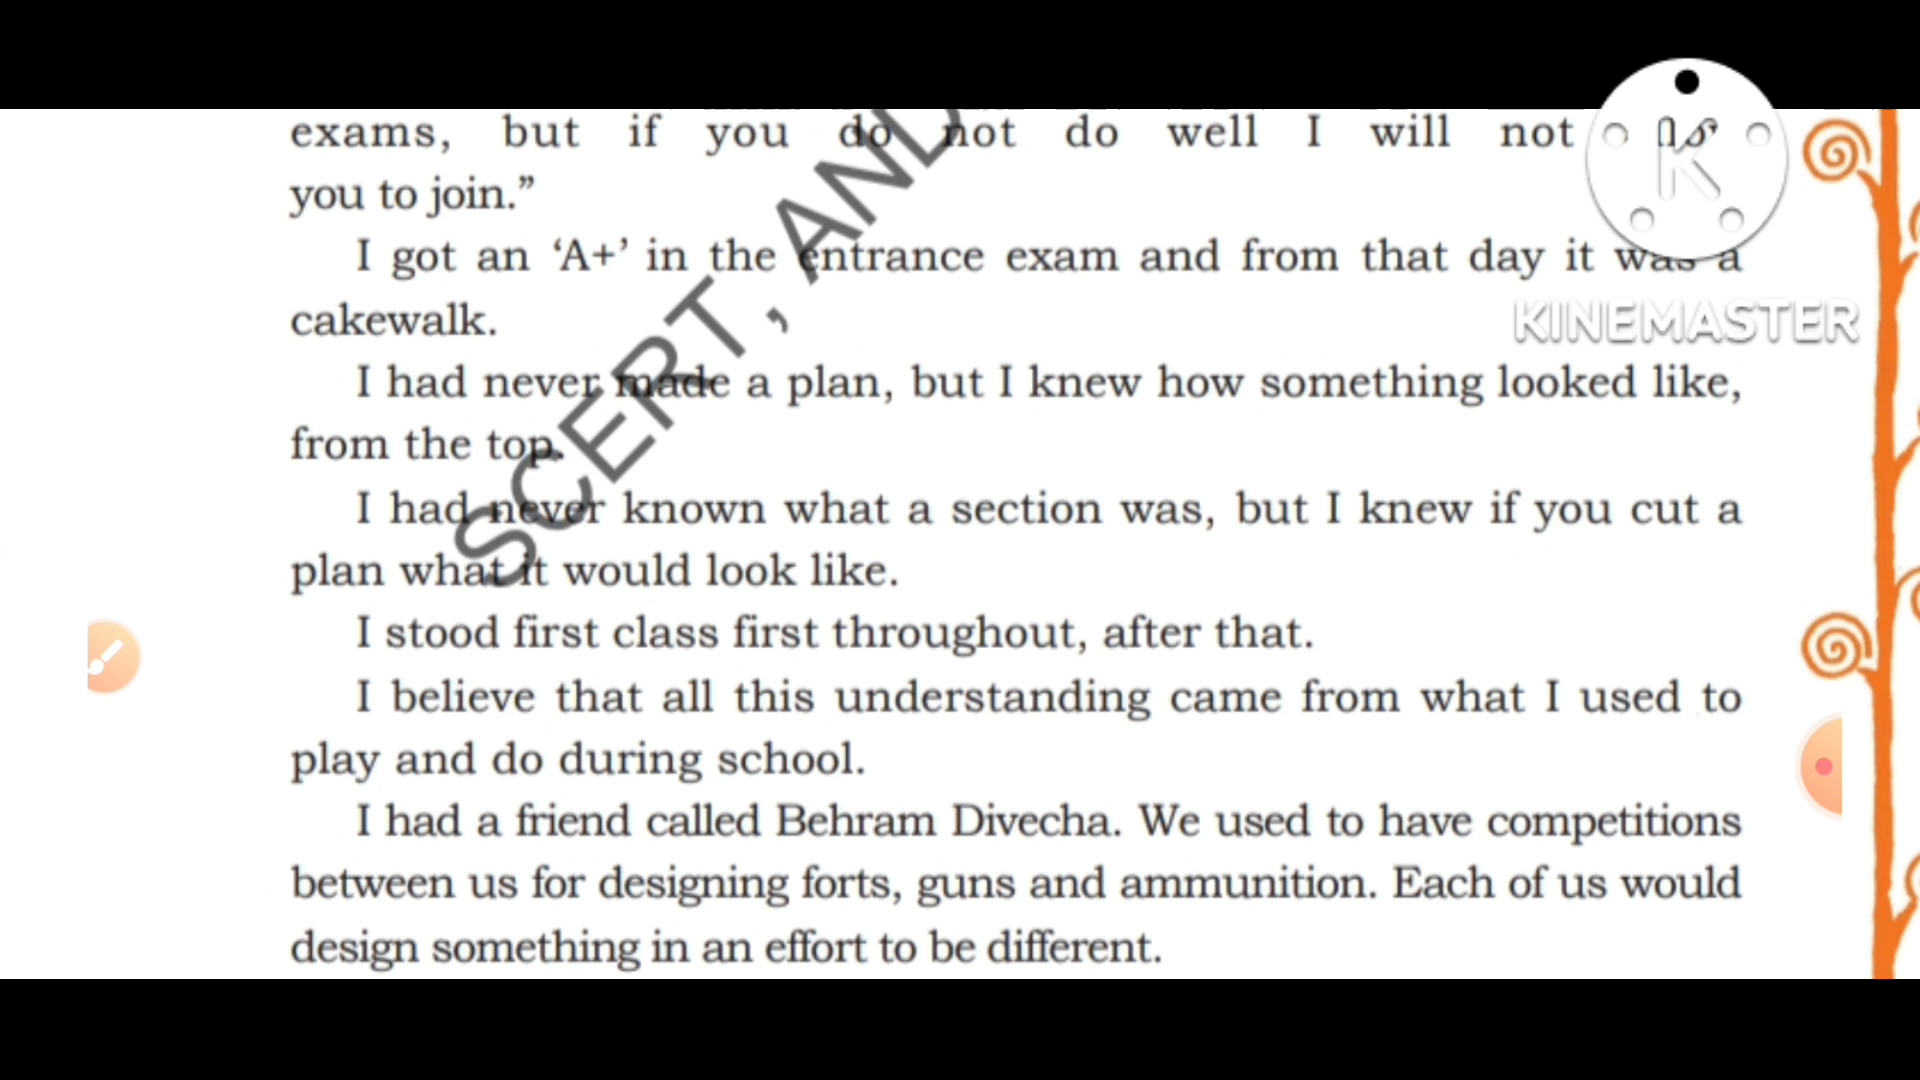 exams, but if you do not do well I will not
you to join.”
I got an ‘A+’ in the entrance exam and from that day it was a
cakewalk.
I had never made a plan, but I knew how something looked like,
from the top.
I had never known what a section was, but I knew if you cut a
plan what it would look like.
I stood first class first throughout, after that.
I believe that all this understanding came from what I used to
play and do during school.
I had a friend called Behram Divecha. We used to have competitions
between us for designing forts, guns and ammunition. Each of us would
design something in an effort to be different.
SCERT, AND
K
KINEMASTER